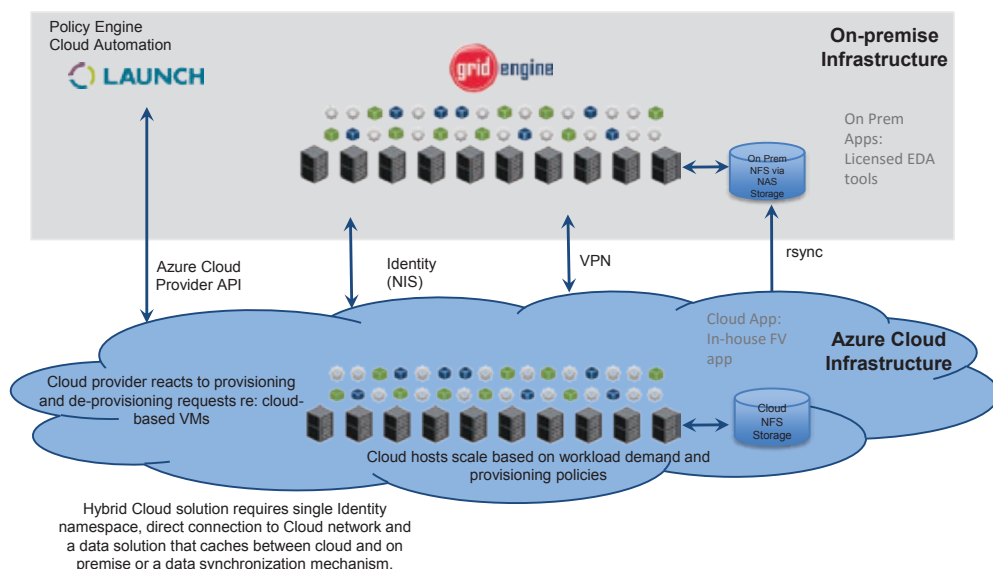 Policy Engine
Cloud Automation
LAUNCH
grid engine
On-premise
Infrastructure
On Prem
Apps:
Licensed EDA
tools
On Prem
NFS via
NAS
Storage
Azure Cloud
Provider API
Identity
(NIS)
VPN
rsync
Cloud App:
In-house FV
app
Azure Cloud
Infrastructure
Cloud provider reacts to provisioning
and de-provisioning requests re: cloud-
based VMs
Cloud
NFS
Storage
Cloud hosts scale based on workload demand and
provisioning policies
Hybrid Cloud solution requires single Identity
namespace, direct connection to Cloud network and
a data solution that caches between cloud and on
premise or a data synchronization mechanism.